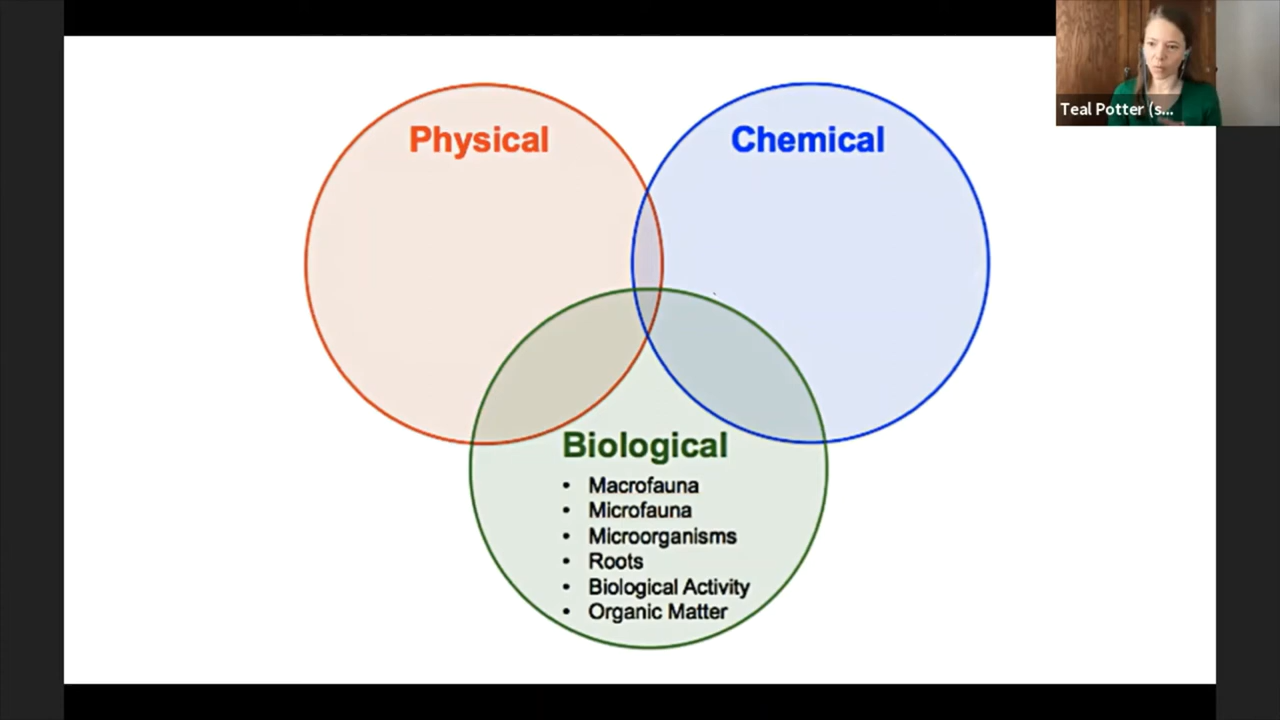 Teal Potter (s...
Physical
Chemical
Biological
• Macrofauna
• Microfauna
• Microorganisms
• Roots
• Biological Activity
• Organic Matter